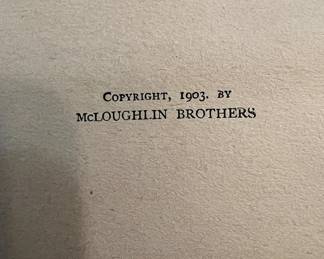 Copyright, 1903. by
McLOUGHLIN BROTHERS